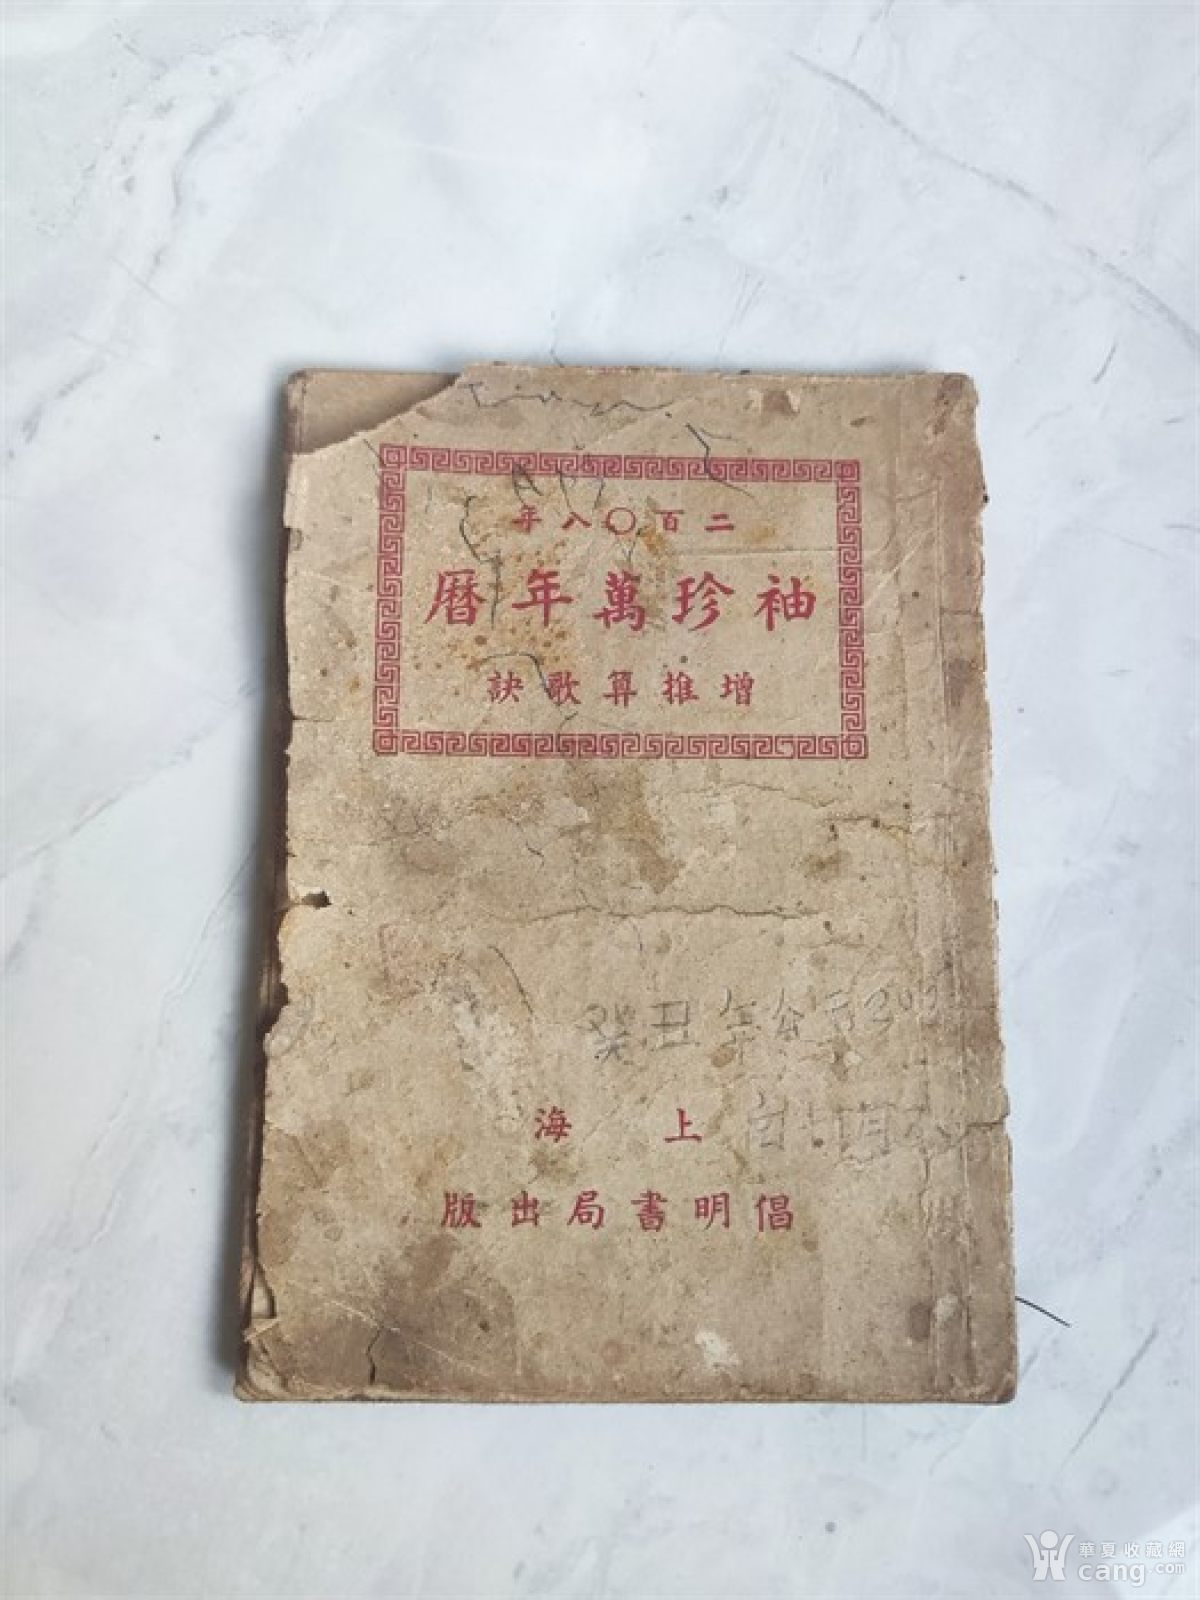 二百〇八年
袖珍萬年曆
增推算歌訣
癸丑年
上海
倡明書局出版
華夏收藏網
cang.com